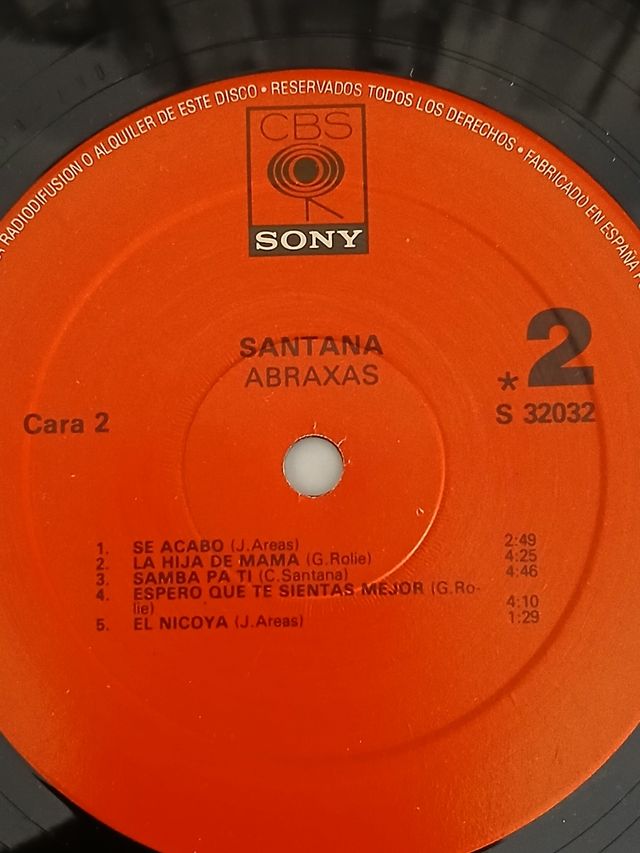 A RADIODIFUSION O ALQUILER DE ESTE DISCO • RESERVADOS TODOS LOS DERECHOS • FABRICADO EN ESPAÑA
CBS
SONY
SANTANA
ABRAXAS
2
*
S 32032
Cara 2
1. SE ACABO (J.Areas) 2:49
2. LA HIJA DE MAMA (G.Rolie) 4:25
3. SAMBA PA TI (C.Santana) 4:46
4. ESPERO QUE TE SIENTAS MEJOR (G.Ro-
lie) 4:10
5. EL NICOYA (J.Areas) 1:29